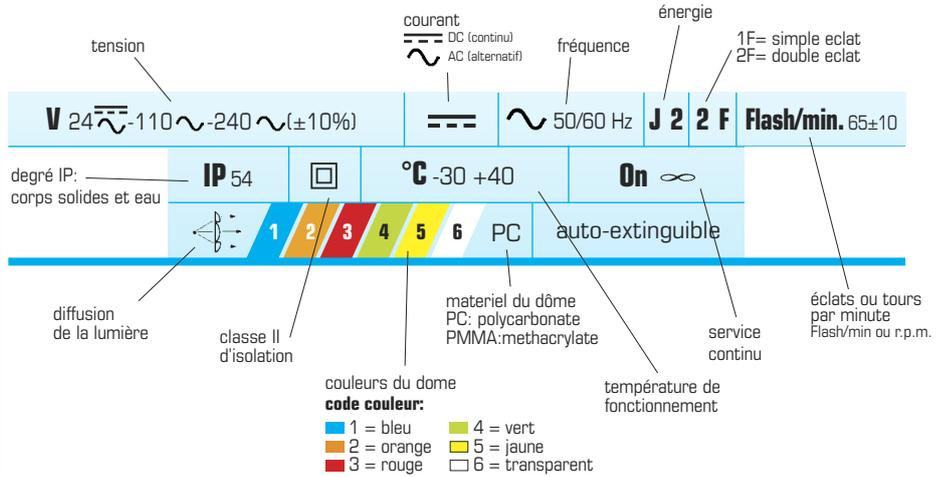 courant
DC (continu)
AC (alternatif)
énergie
tension
fréquence
1F= simple eclat
2F= double eclat
V 24 -110 -240 (±10%)
50/60 Hz
J 2
2 F
Flash/min. 65±10
degré IP:
corps solides et eau
IP 54
°C -30 +40
On ∞
1 2 3 4 5 6 PC
auto-extinguible
diffusion
de la lumière
classe II
d'isolation
materiel du dôme
PC: polycarbonate
PMMA:methacrylate
service
continu
éclats ou tours
par minute
Flash/min ou r.p.m.
température de
fonctionnement
couleurs du dome
code couleur:
1 = bleu
2 = orange
3 = rouge
4 = vert
5 = jaune
6 = transparent